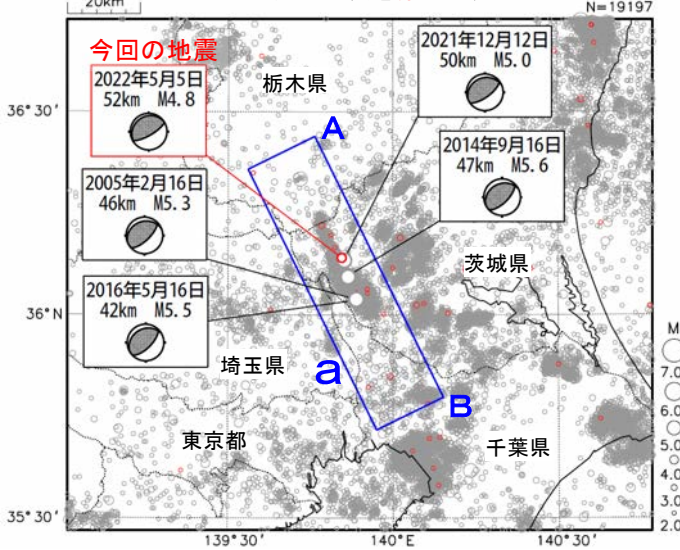 20km
N=19197
今回の地震
2022年5月5日
52km M4.8
栃木県
2021年12月12日
50km M5.0
36°30′
A
2014年9月16日
47km M5.6
2005年2月16日
46km M5.3
茨城県
36°N
2016年5月16日
42km M5.5
埼玉県
a
B
東京都
千葉県
M
7.0
6.0
5.0
4.0
3.0
2.0
35°30′
139°30′
140°E
140°30′